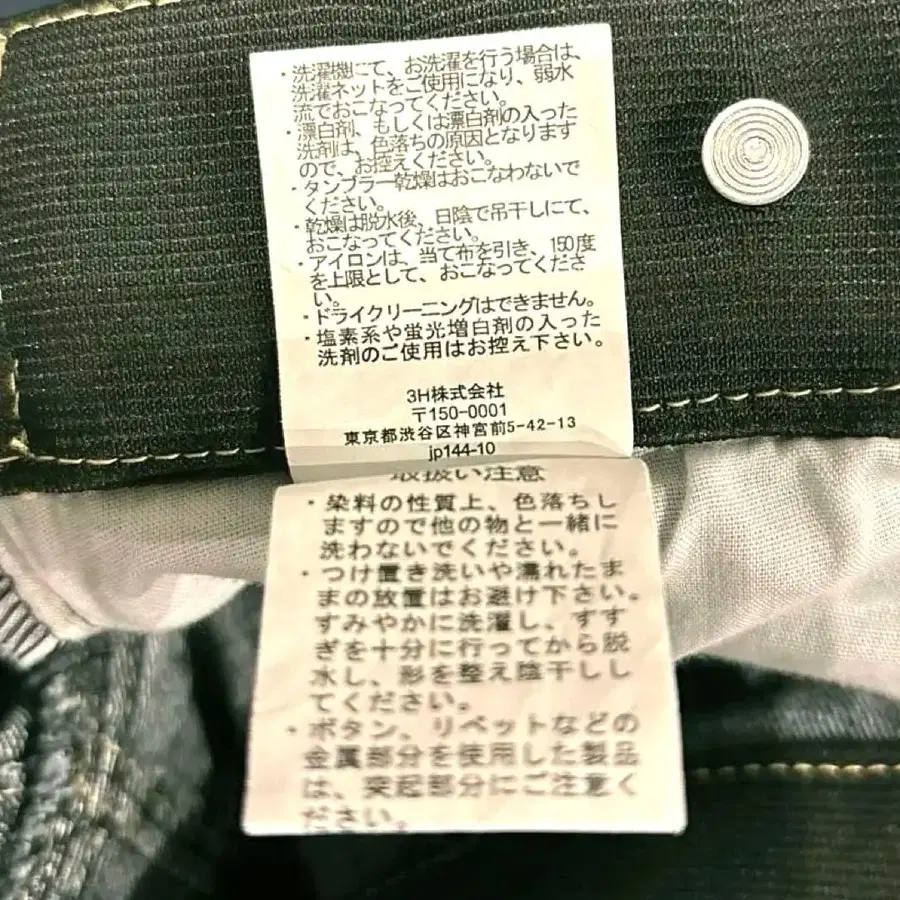 ・洗濯機にて、お洗濯を行う場合は、
洗濯ネットをご使用になり、弱水
流でおこなってください。
・漂白剤、もしくは漂白剤の入った
洗剤は、色落ちの原因となります
ので、お控えください。
・タンブラー乾燥はおこなわないで
ください。
・乾燥は脱水後、日陰で吊干しにて、
おこなってください。
・アイロンは、当て布を引き、150度
を上限として、おこなってくださ
い。
・ドライクリーニングはできません。
・塩素系や蛍光増白剤の入った
洗剤のご使用はお控え下さい。
3H株式会社
〒150-0001
東京都渋谷区神宮前5-42-13
jp144-10
取扱い注意
・染料の性質上、色落ちし
ますので他の物と一緒に
洗わないでください。
・つけ置き洗いや濡れたま
まの放置はお避け下さい。
すみやかに洗濯し、すす
ぎを十分に行ってから脱
水し、形を整え陰干しし
てください。
・ボタン、リベットなどの
金属部分を使用した製品
は、突起部分にご注意く
ださい。